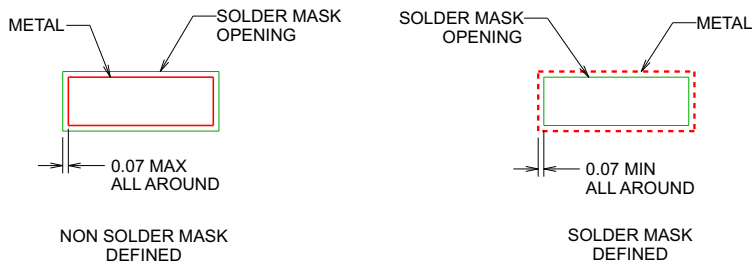 METAL
SOLDER MASK
OPENING
0.07 MAX
ALL AROUND
NON SOLDER MASK
DEFINED
SOLDER MASK
OPENING
METAL
0.07 MIN
ALL AROUND
SOLDER MASK
DEFINED